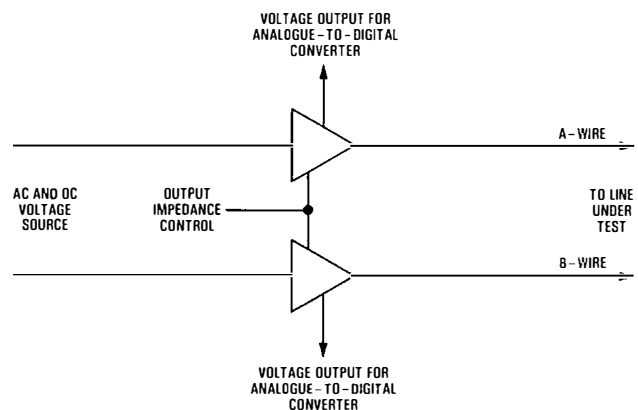 VOLTAGE OUTPUT FOR
ANALOGUE-TO-DIGITAL
CONVERTER
A-WIRE
AC AND OC
VOLTAGE
SOURCE
OUTPUT
IMPEDANCE
CONTROL
TO LINE
UNDER
TEST
B-WIRE
VOLTAGE OUTPUT FOR
ANALOGUE-TO-DIGITAL
CONVERTER